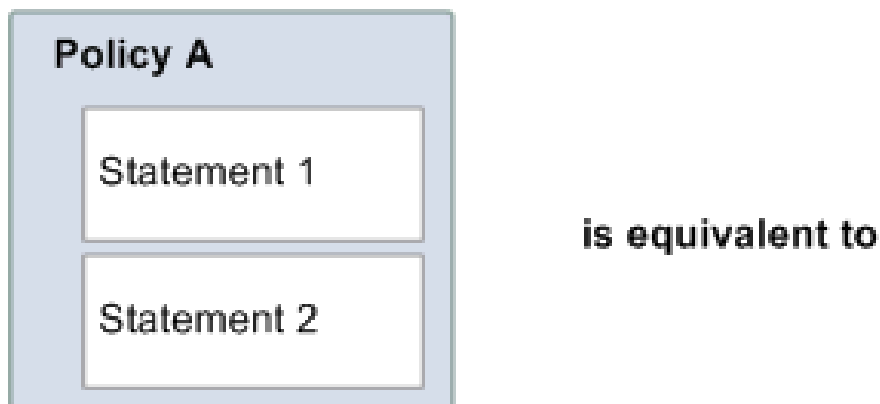 Policy A
Statement 1
is equivalent to
Statement 2